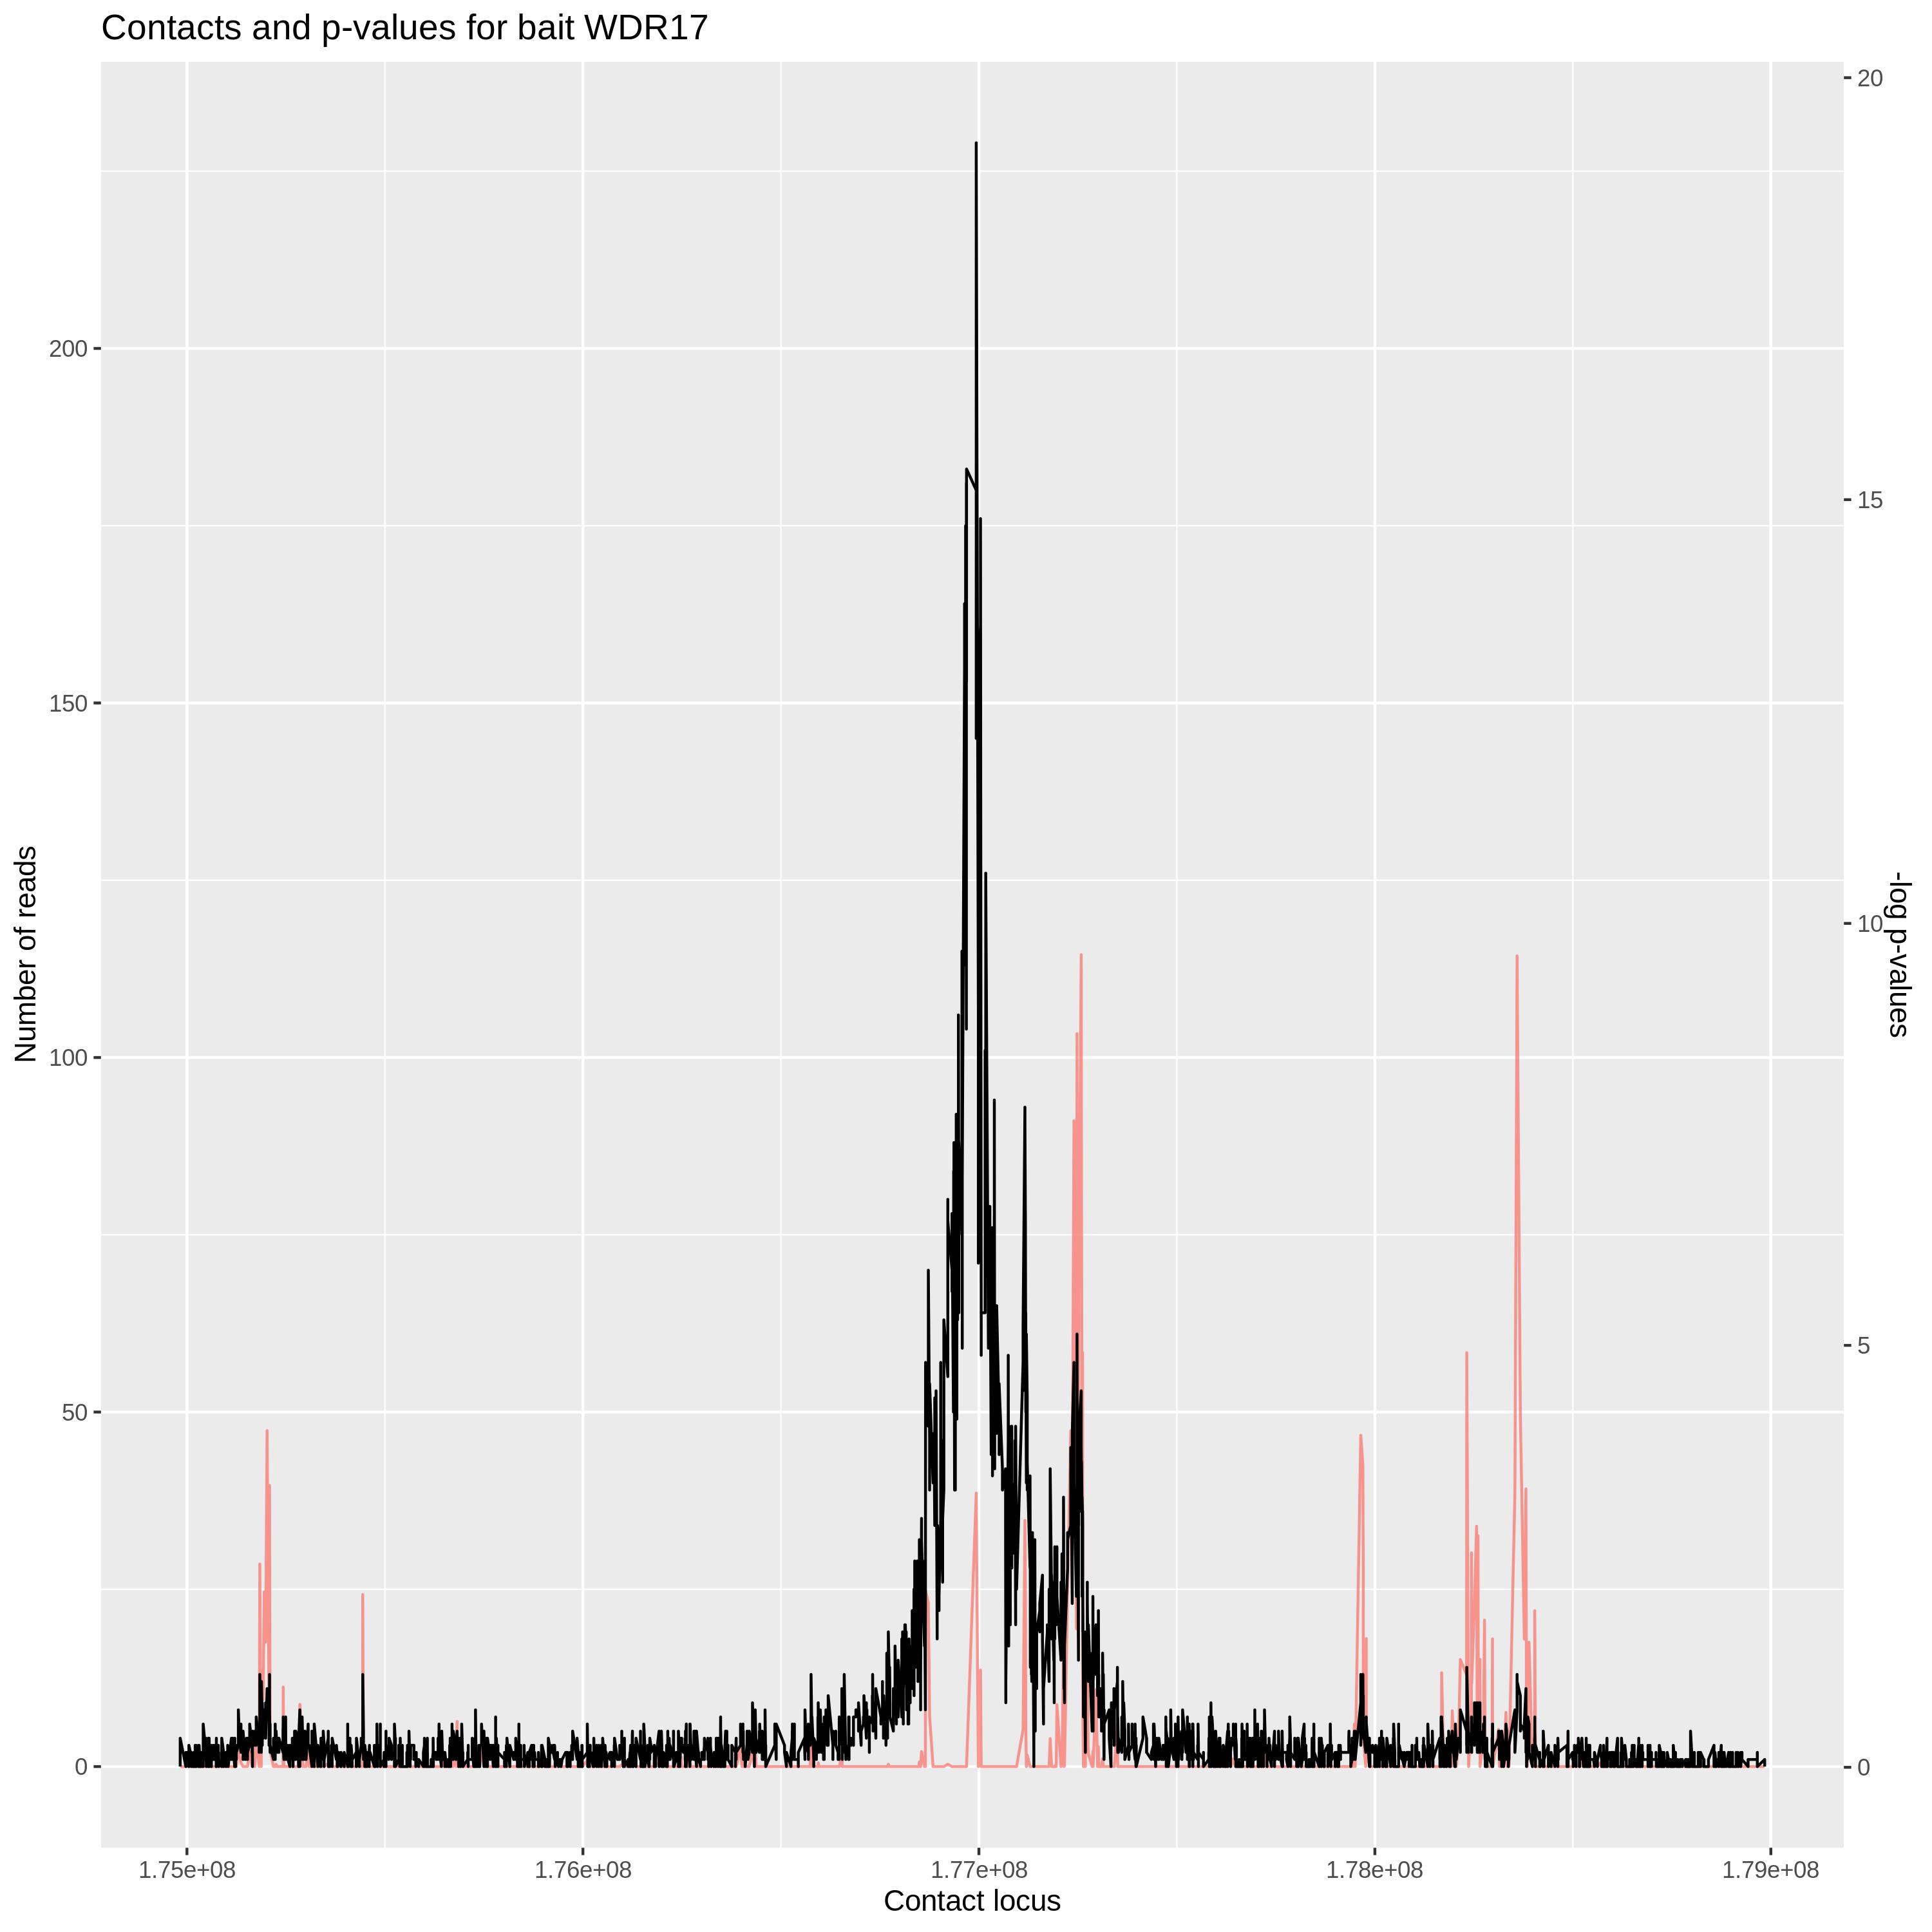 Contacts and p-values for bait WDR17
Number of reads
200
150
100
50
0
20
15
10
5
0
-log p-values
1.75e+08
1.76e+08
1.77e+08
1.78e+08
1.79e+08
Contact locus